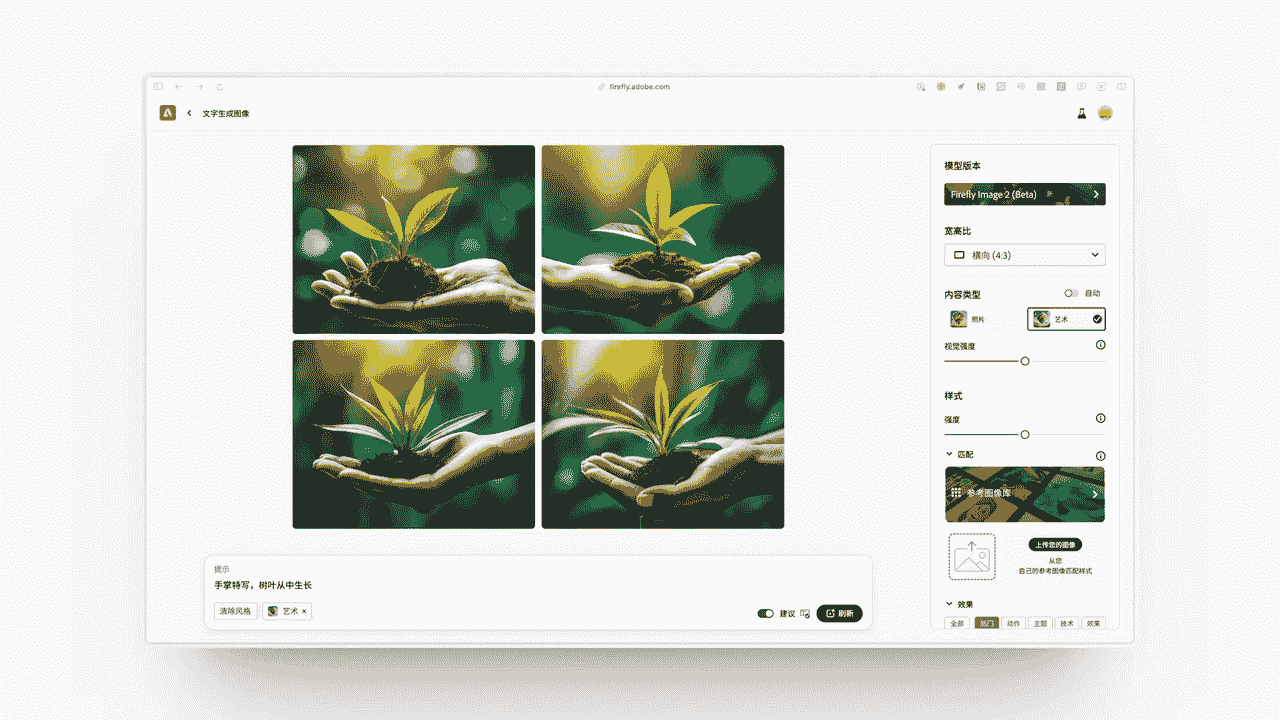 firefly.adobe.com
文字生成图像
模型版本
Firefly Image 2 (Beta) 新
宽高比
横向 (4:3)
内容类型
自动
照片
艺术
视觉强度
样式
强度
匹配
参考图像库
上传您的图像
从您
自己的参考图像匹配样式
效果
全部 热门 动作 主题 技术 效果
提示
手掌特写，树叶从中生长
清除风格 艺术 ×
建议 刷新